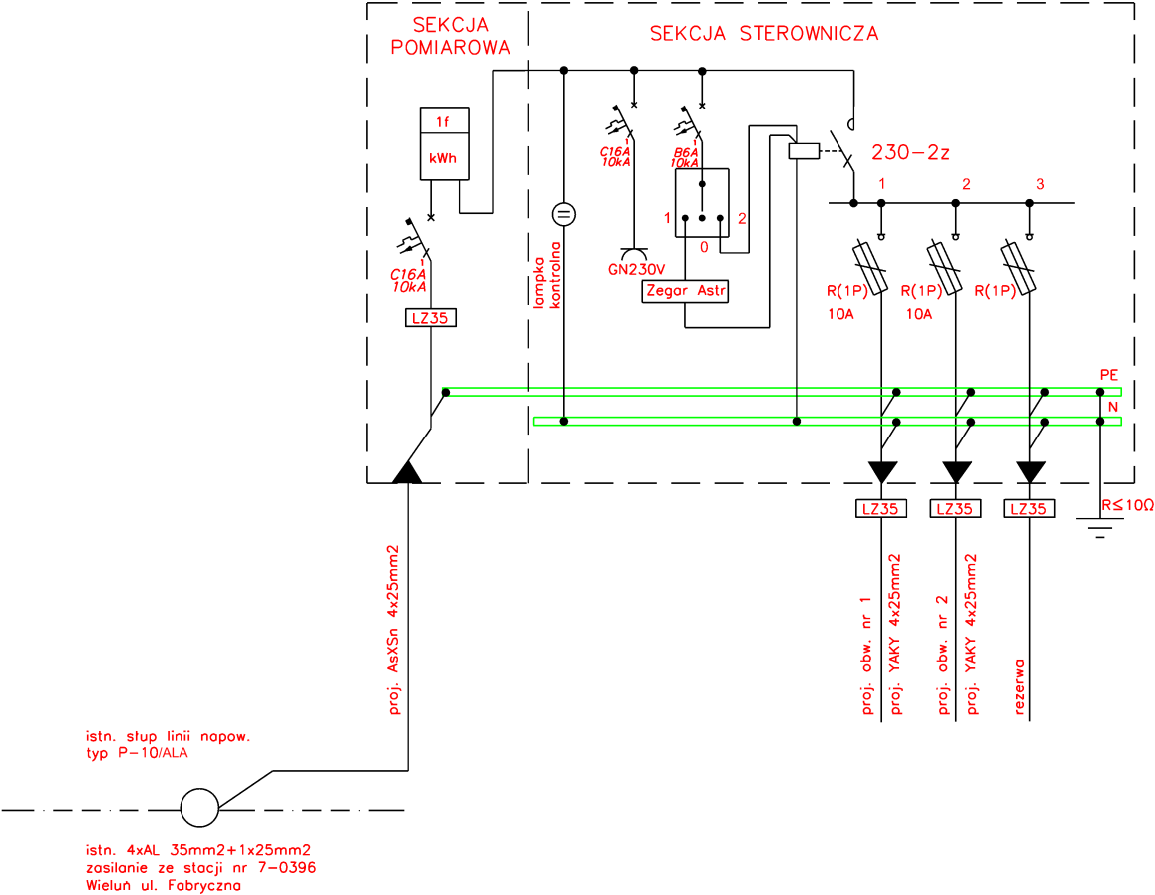 SEKCJA
POMIAROWA
SEKCJA STEROWNICZA
1f
kWh
C16A
10kA
LZ35
lampka
kontrolna
C16A
10kA
GN230V
B6A
10kA
1
2
0
Zegar Astr
230-2z
1
2
3
R(1P)
10A
R(1P)
10A
R(1P)
PE
N
LZ35
LZ35
LZ35
R≤10Ω
proj. AsXSn 4x25mm2
proj. obw. nr 1
proj. YAKY 4x25mm2
proj. obw. nr 2
proj. YAKY 4x25mm2
rezerwa
istn. słup linii napow.
typ P-10/ALA
istn. 4xAL 35mm2+1x25mm2
zasilanie ze stacji nr 7-0396
Wieluń ul. Fabryczna